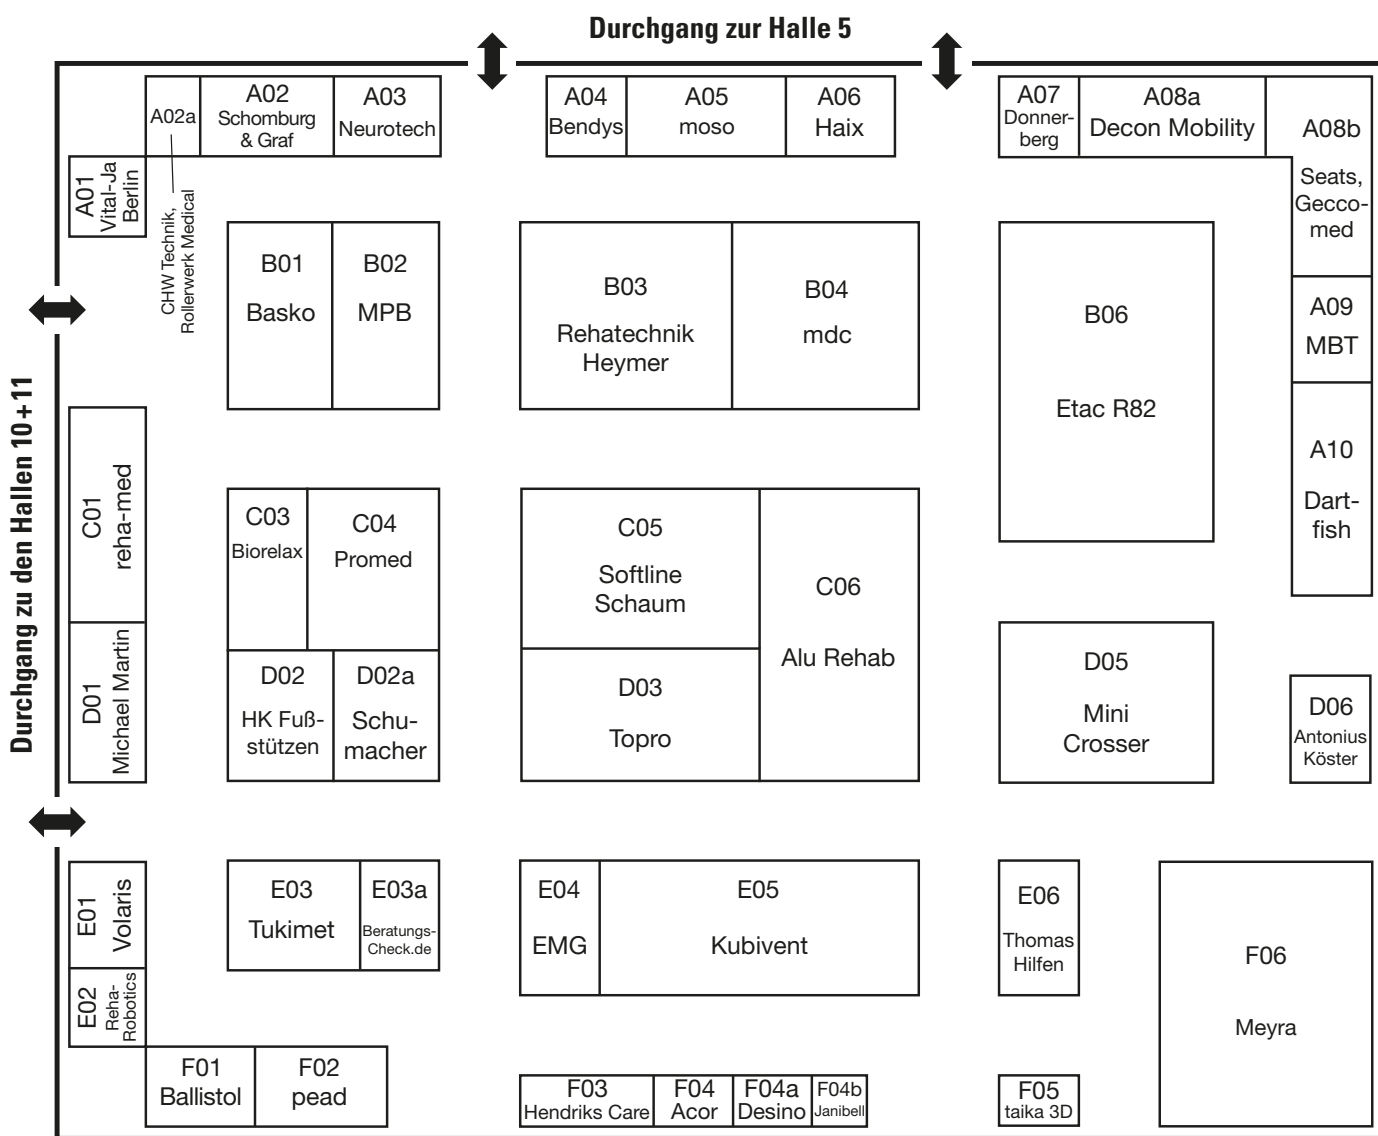 Durchgang zur Halle 5
A02a
CHW Technik,
Rollerwerk Medical
A02
Schomburg
& Graf
A03
Neurotech
A04
Bendys
A05
moso
A06
Haix
A07
Donner-
berg
A08a
Decon Mobility
A08b
Seats,
Gecco-
med
A01
Vital-Ja
Berlin
B01
Basko
B02
MPB
B03
Rehatechnik
Heymer
B04
mdc
B06
Etac R82
A09
MBT
A10
Dart-
fish
Durchgang zu den Hallen 10+11
C01
reha-med
C03
Biorelax
C04
Promed
C05
Softline
Schaum
C06
Alu Rehab
D01
Michael Martin
D02
HK Fuß-
stützen
D02a
Schu-
macher
D03
Topro
D05
Mini
Crosser
D06
Antonius
Köster
E01
Volaris
E02
Reha-
Robotics
E03
Tukimet
E03a
Beratungs-
Check.de
E04
EMG
E05
Kubivent
E06
Thomas
Hilfen
F06
Meyra
F01
Ballistol
F02
pead
F03
Hendriks Care
F04
Acor
F04a
Desino
F04b
Janibell
F05
taika 3D